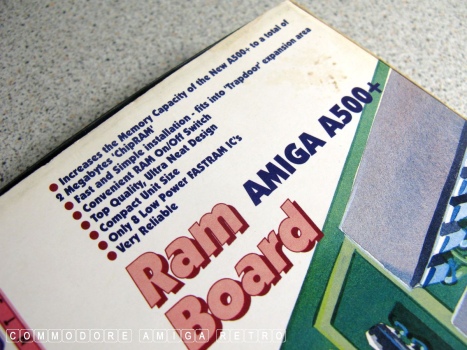 ● Increases the Memory Capacity of the New A500+ to a total of
2 Megabytes 'ChipRAM'
● Fast and Simple installation - fits into 'Trapdoor' expansion area
● Convenient RAM On/Off Switch
● Top Quality, Ultra Neat Design
● Compact Unit Size
● Only 8 Low Power FASTRAM IC's
● Very Reliable
AMIGA A500+
Ram
Board
COMMODORE AMIGA RETRO